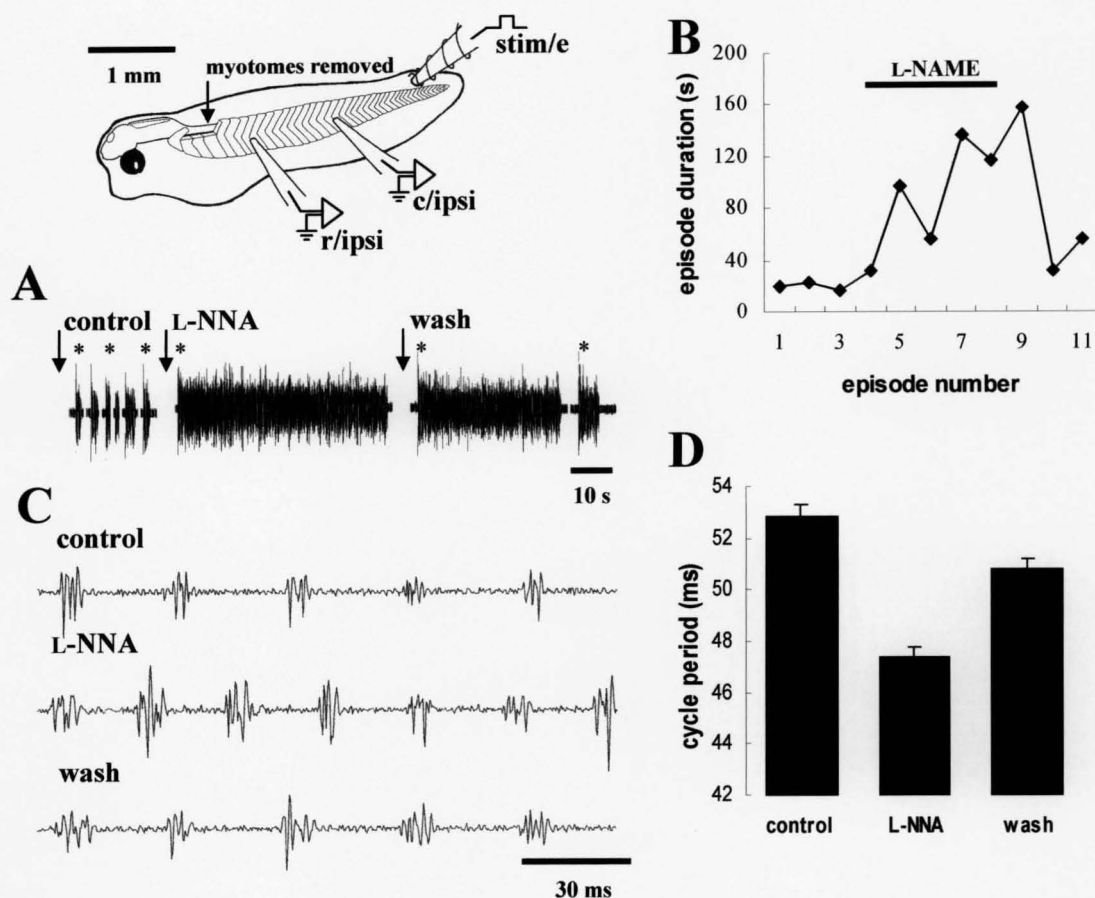 stim/e
1 mm
myotomes removed
c/ipsi
r/ipsi
A
control
L-NNA
wash
* * * * * *
10 s
B
L-NAME
episode duration (s)
200
160
120
80
40
0
1 3 5 7 9 11
episode number
C
control
L-NNA
wash
30 ms
D
cycle period (ms)
54
52
50
48
46
44
42
control L-NNA wash